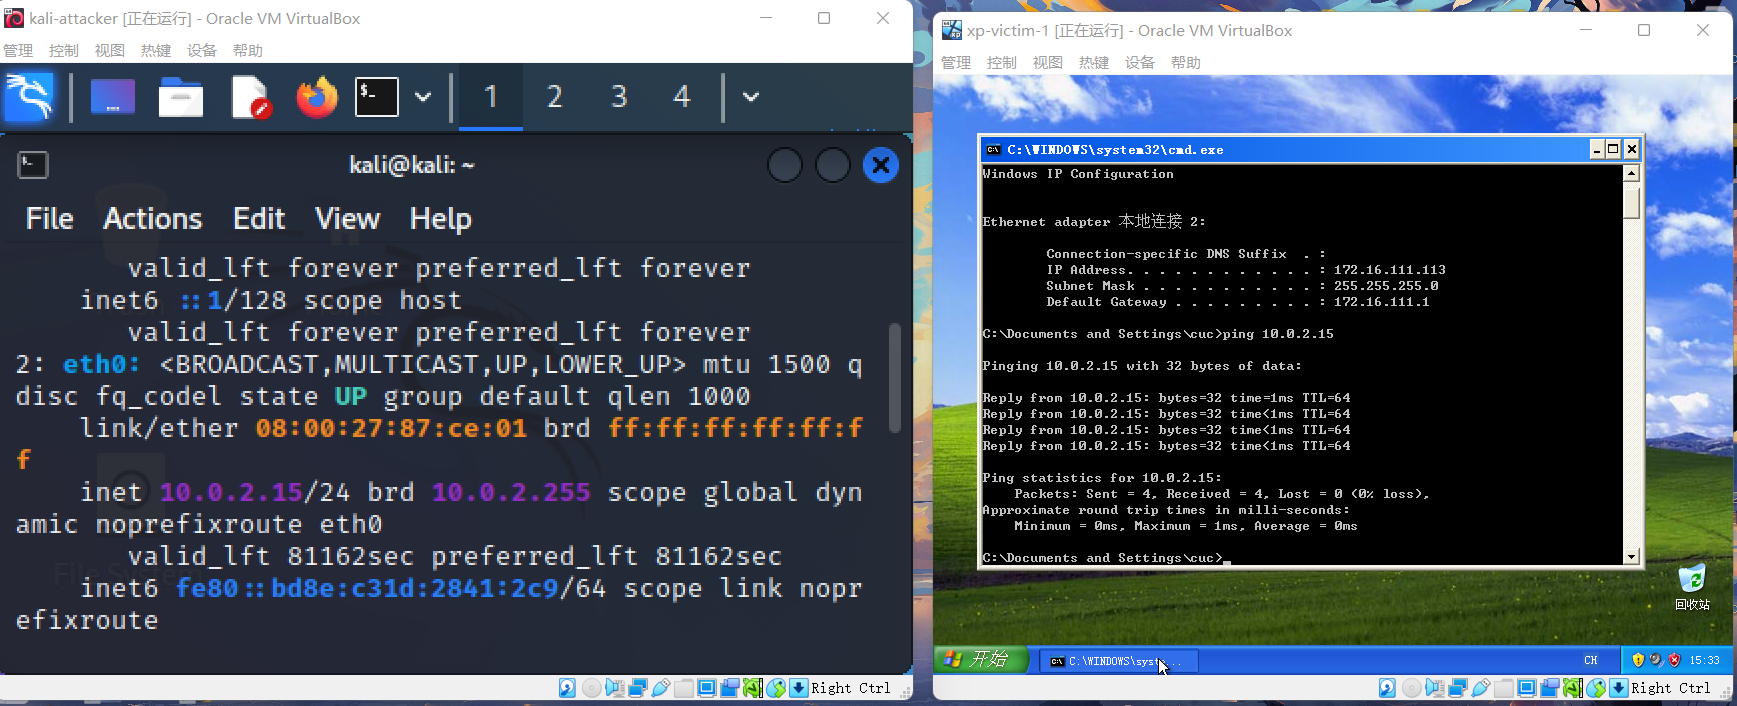 kali-attacker [正在运行] - Oracle VM VirtualBox
管理 控制 视图 热键 设备 帮助
1 2 3 4
kali@kali: ~
File Actions Edit View Help
valid_lft forever preferred_lft forever
inet6 ::1/128 scope host
valid_lft forever preferred_lft forever
2: eth0: <BROADCAST,MULTICAST,UP,LOWER_UP> mtu 1500 q
disc fq_codel state UP group default qlen 1000
link/ether 08:00:27:87:ce:01 brd ff:ff:ff:ff:ff:f
f
inet 10.0.2.15/24 brd 10.0.2.255 scope global dyn
amic noprefixroute eth0
valid_lft 81162sec preferred_lft 81162sec
inet6 fe80::bd8e:c31d:2841:2c9/64 scope link nopr
efixroute
File System
Right Ctrl
xp-victim-1 [正在运行] - Oracle VM VirtualBox
管理 控制 视图 热键 设备 帮助
C:\WINDOWS\system32\cmd.exe
Windows IP Configuration
Ethernet adapter 本地连接 2:
Connection-specific DNS Suffix . :
IP Address. . . . . . . . . . . . : 172.16.111.113
Subnet Mask . . . . . . . . . . . : 255.255.255.0
Default Gateway . . . . . . . . . : 172.16.111.1
C:\Documents and Settings\cuc>ping 10.0.2.15
Pinging 10.0.2.15 with 32 bytes of data:
Reply from 10.0.2.15: bytes=32 time=1ms TTL=64
Reply from 10.0.2.15: bytes=32 time<1ms TTL=64
Reply from 10.0.2.15: bytes=32 time<1ms TTL=64
Reply from 10.0.2.15: bytes=32 time<1ms TTL=64
Ping statistics for 10.0.2.15:
Packets: Sent = 4, Received = 4, Lost = 0 (0% loss),
Approximate round trip times in milli-seconds:
Minimum = 0ms, Maximum = 1ms, Average = 0ms
C:\Documents and Settings\cuc>_
回收站
开始 C:\WINDOWS\syste... CH 15:33
Right Ctrl